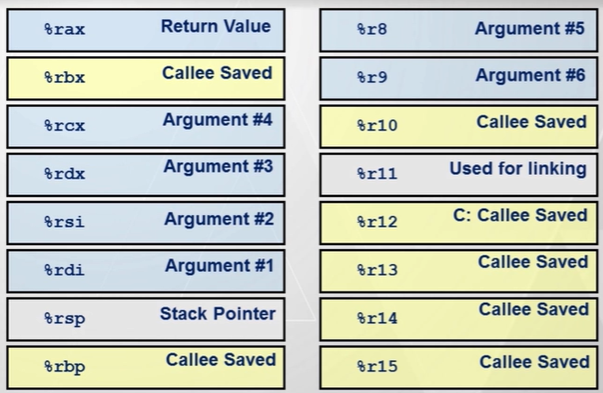 %rax Return Value
%rbx Callee Saved
%rcx Argument #4
%rdx Argument #3
%rsi Argument #2
%rdi Argument #1
%rsp Stack Pointer
%rbp Callee Saved
%r8 Argument #5
%r9 Argument #6
%r10 Callee Saved
%r11 Used for linking
%r12 C: Callee Saved
%r13 Callee Saved
%r14 Callee Saved
%r15 Callee Saved